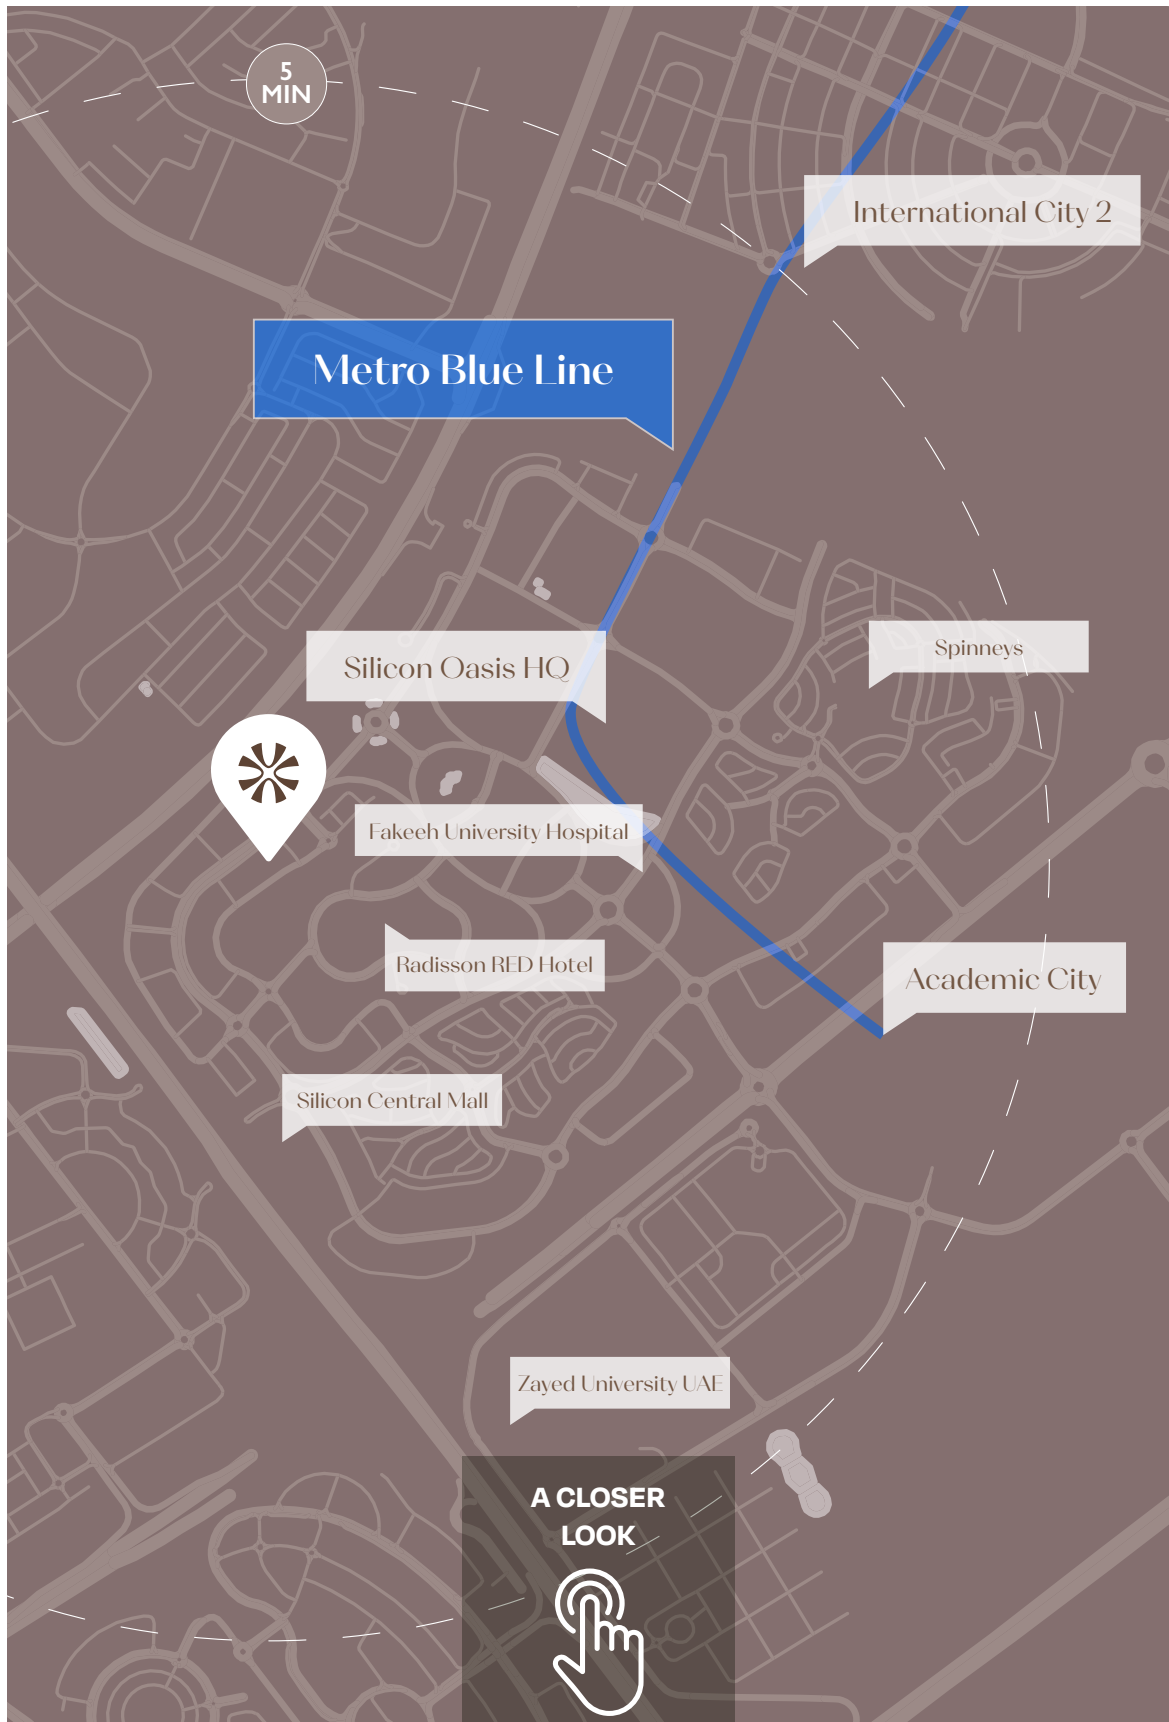 5
MIN
International City 2
Metro Blue Line
Spinneys
Silicon Oasis HQ
Fakeeh University Hospital
Radisson RED Hotel
Academic City
Silicon Central Mall
Zayed University UAE
A CLOSER
LOOK